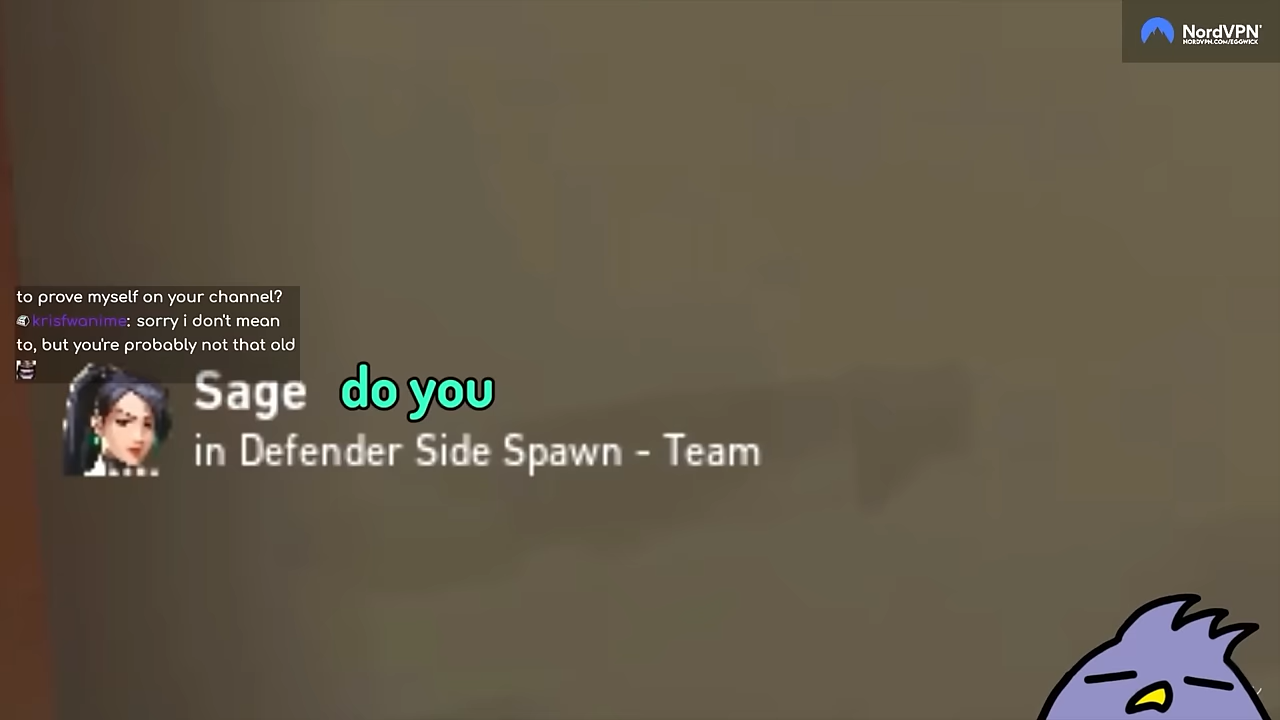 NordVPN
NORDVPN.COM/EGGWICK
to prove myself on your channel?
krisfwanime: sorry i don't mean
to, but you're probably not that old
Sage do you
in Defender Side Spawn - Team